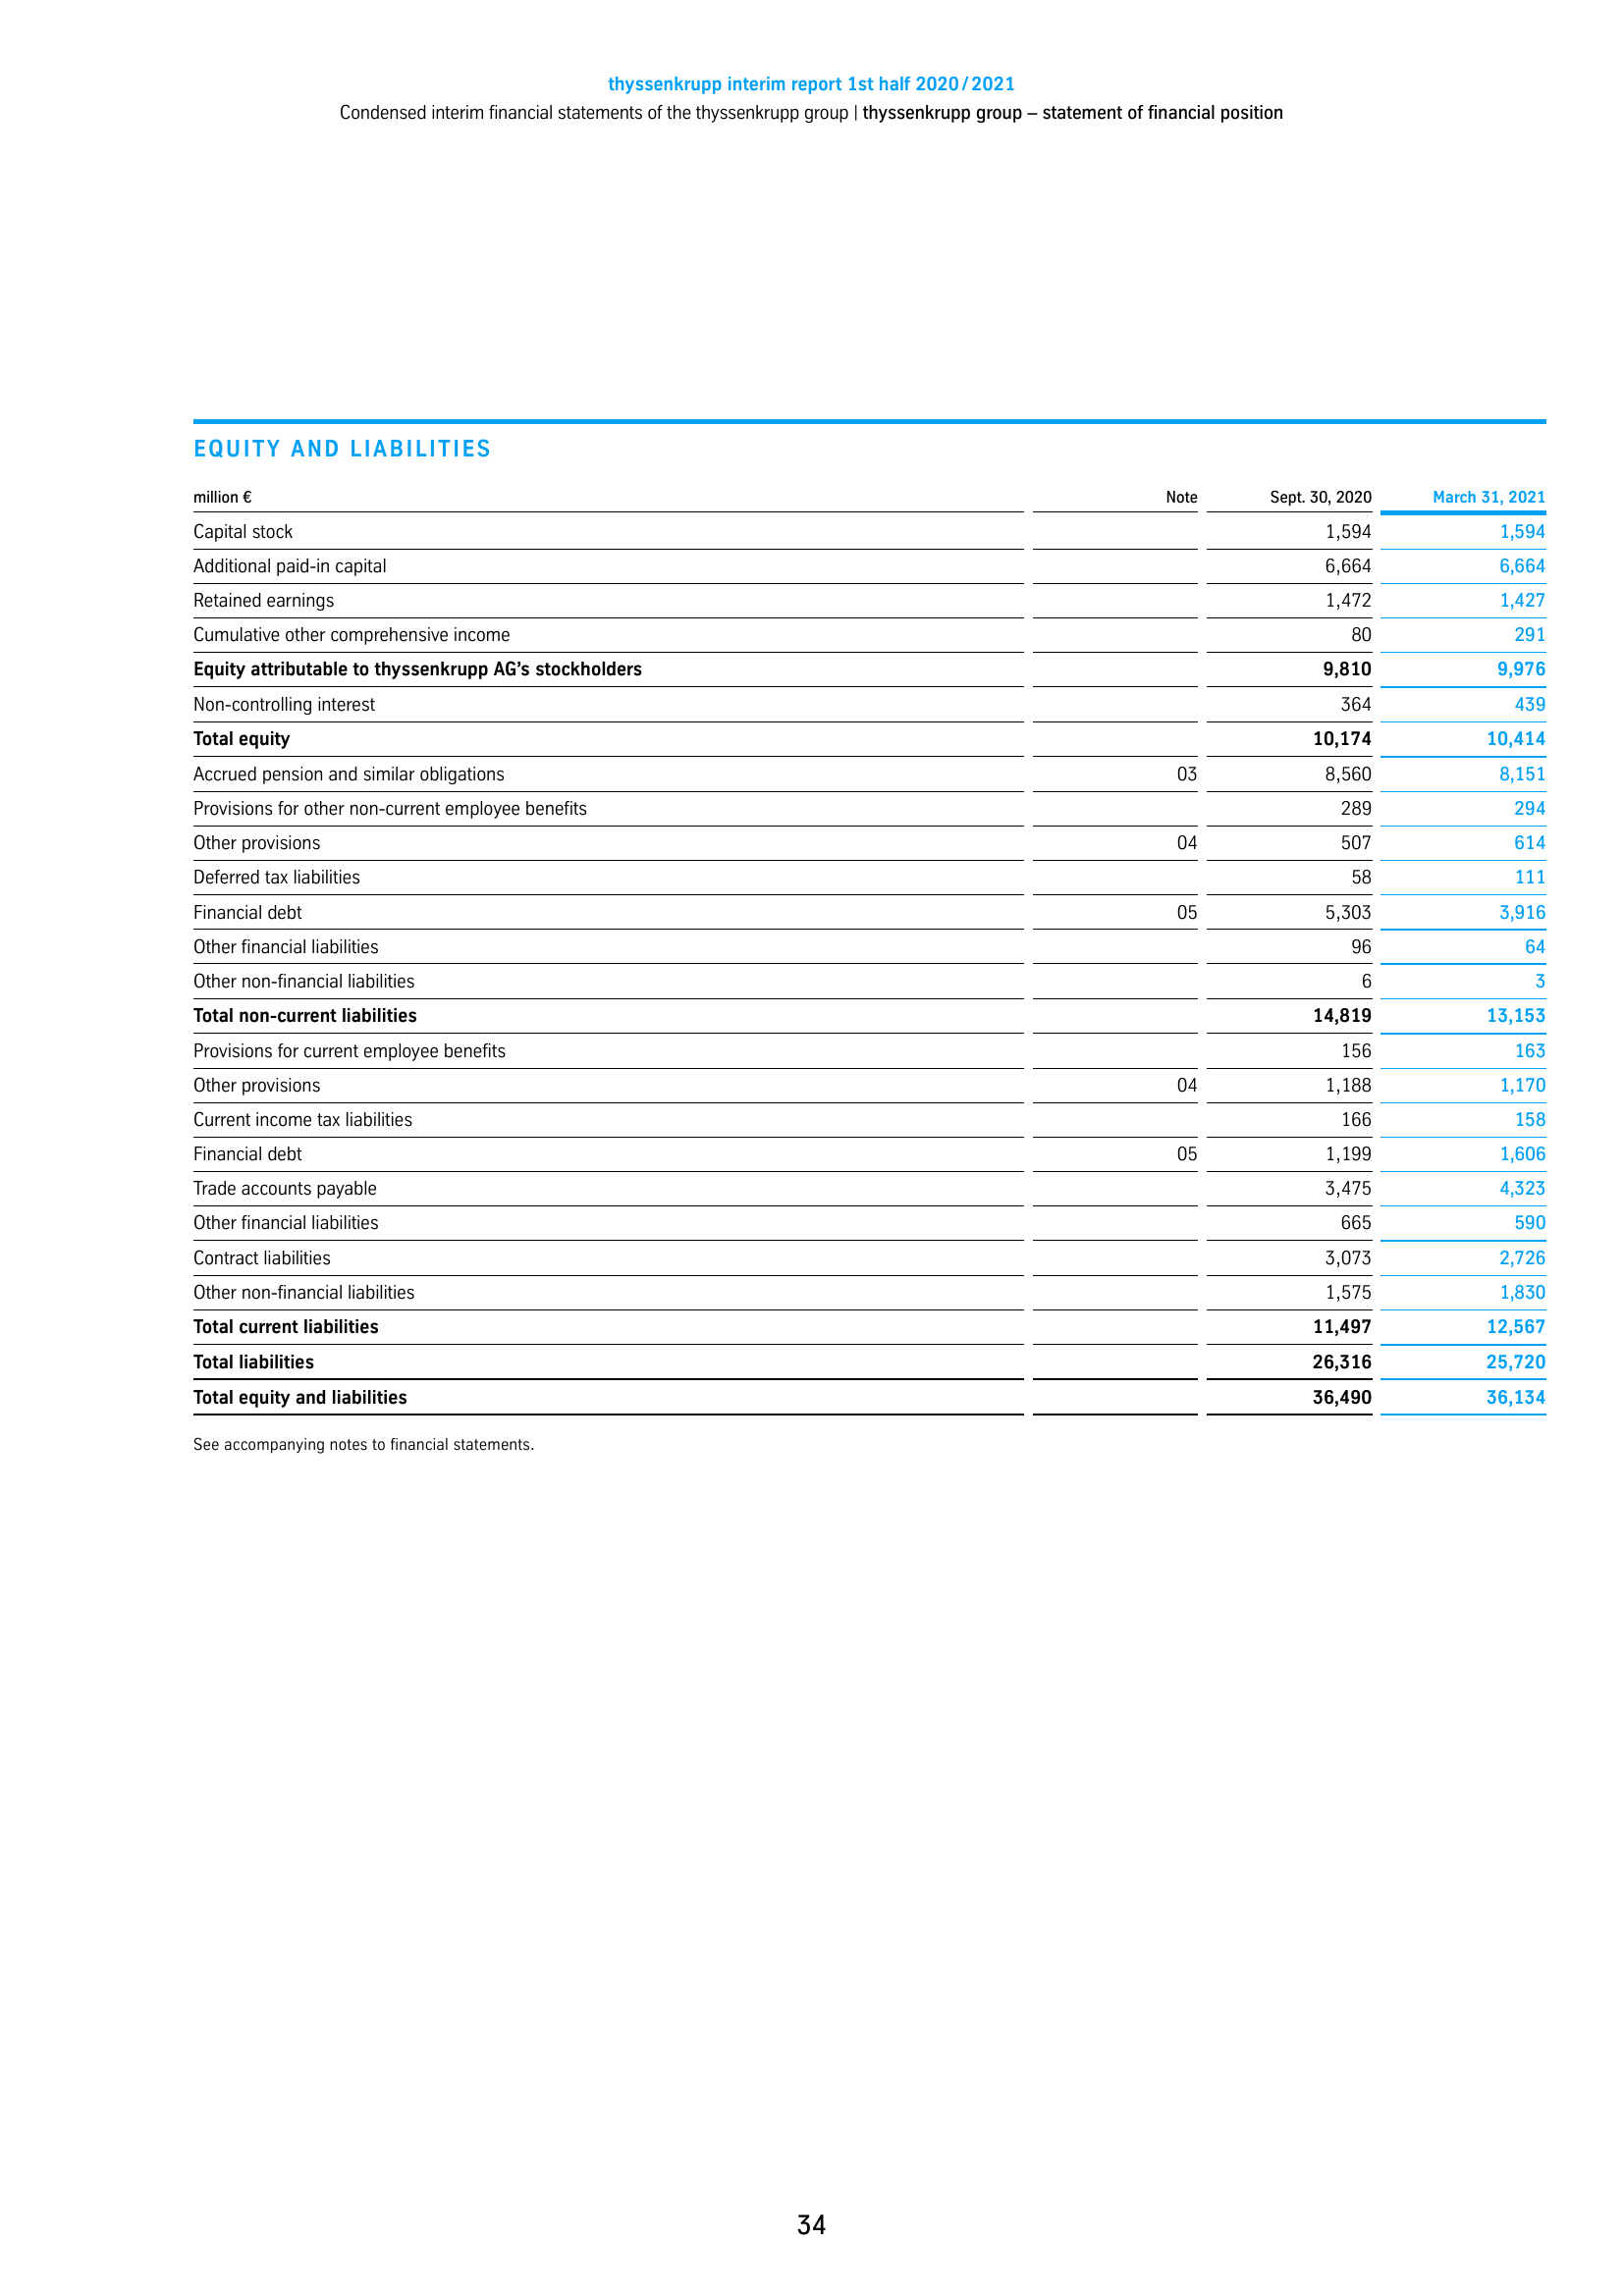 thyssenkrupp interim report 1st half 2020 / 2021
Condensed interim financial statements of the thyssenkrupp group | thyssenkrupp group – statement of financial position
EQUITY AND LIABILITIES
million € Note Sept. 30, 2020 March 31, 2021
Capital stock 1,594 1,594
Additional paid-in capital 6,664 6,664
Retained earnings 1,472 1,427
Cumulative other comprehensive income 80 291
Equity attributable to thyssenkrupp AG’s stockholders 9,810 9,976
Non-controlling interest 364 439
Total equity 10,174 10,414
Accrued pension and similar obligations 03 8,560 8,151
Provisions for other non-current employee benefits 289 294
Other provisions 04 507 614
Deferred tax liabilities 58 111
Financial debt 05 5,303 3,916
Other financial liabilities 96 64
Other non-financial liabilities 6 3
Total non-current liabilities 14,819 13,153
Provisions for current employee benefits 156 163
Other provisions 04 1,188 1,170
Current income tax liabilities 166 158
Financial debt 05 1,199 1,606
Trade accounts payable 3,475 4,323
Other financial liabilities 665 590
Contract liabilities 3,073 2,726
Other non-financial liabilities 1,575 1,830
Total current liabilities 11,497 12,567
Total liabilities 26,316 25,720
Total equity and liabilities 36,490 36,134
See accompanying notes to financial statements.
34